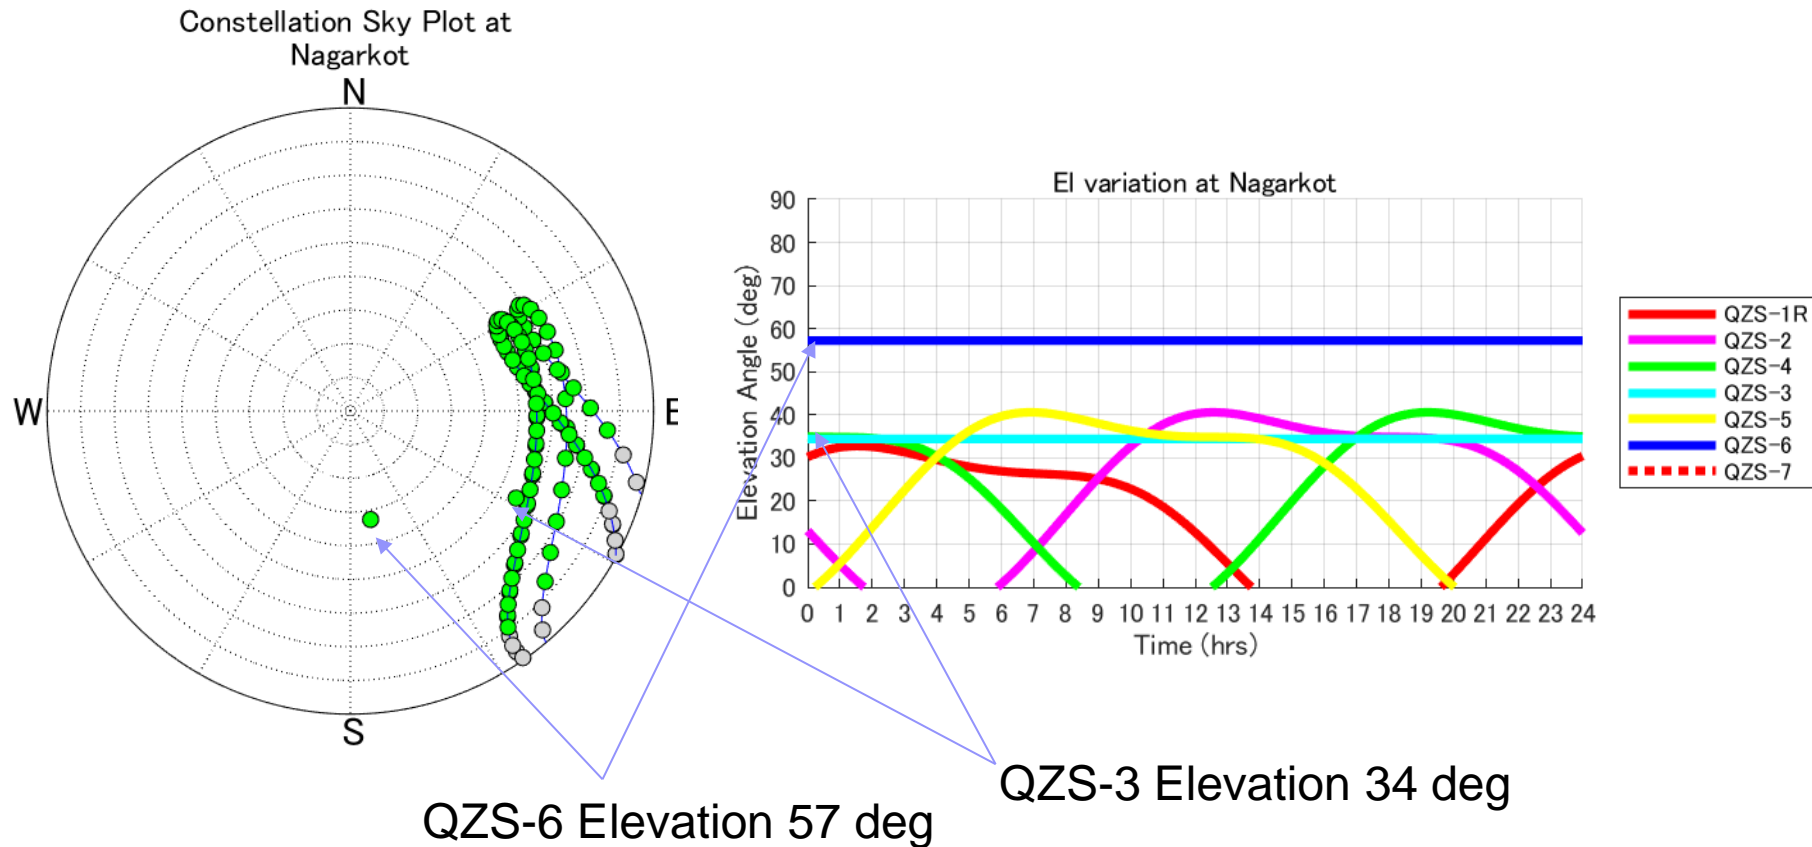 Constellation Sky Plot at
Nagarkot
N
W
E
S
El variation at Nagarkot
Elevation Angle (deg)
90
80
70
60
50
40
30
20
10
0
0 1 2 3 4 5 6 7 8 9 10 11 12 13 14 15 16 17 18 19 20 21 22 23 24
Time (hrs)
QZS-1R
QZS-2
QZS-4
QZS-3
QZS-5
QZS-6
QZS-7
QZS-3 Elevation 34 deg
QZS-6 Elevation 57 deg